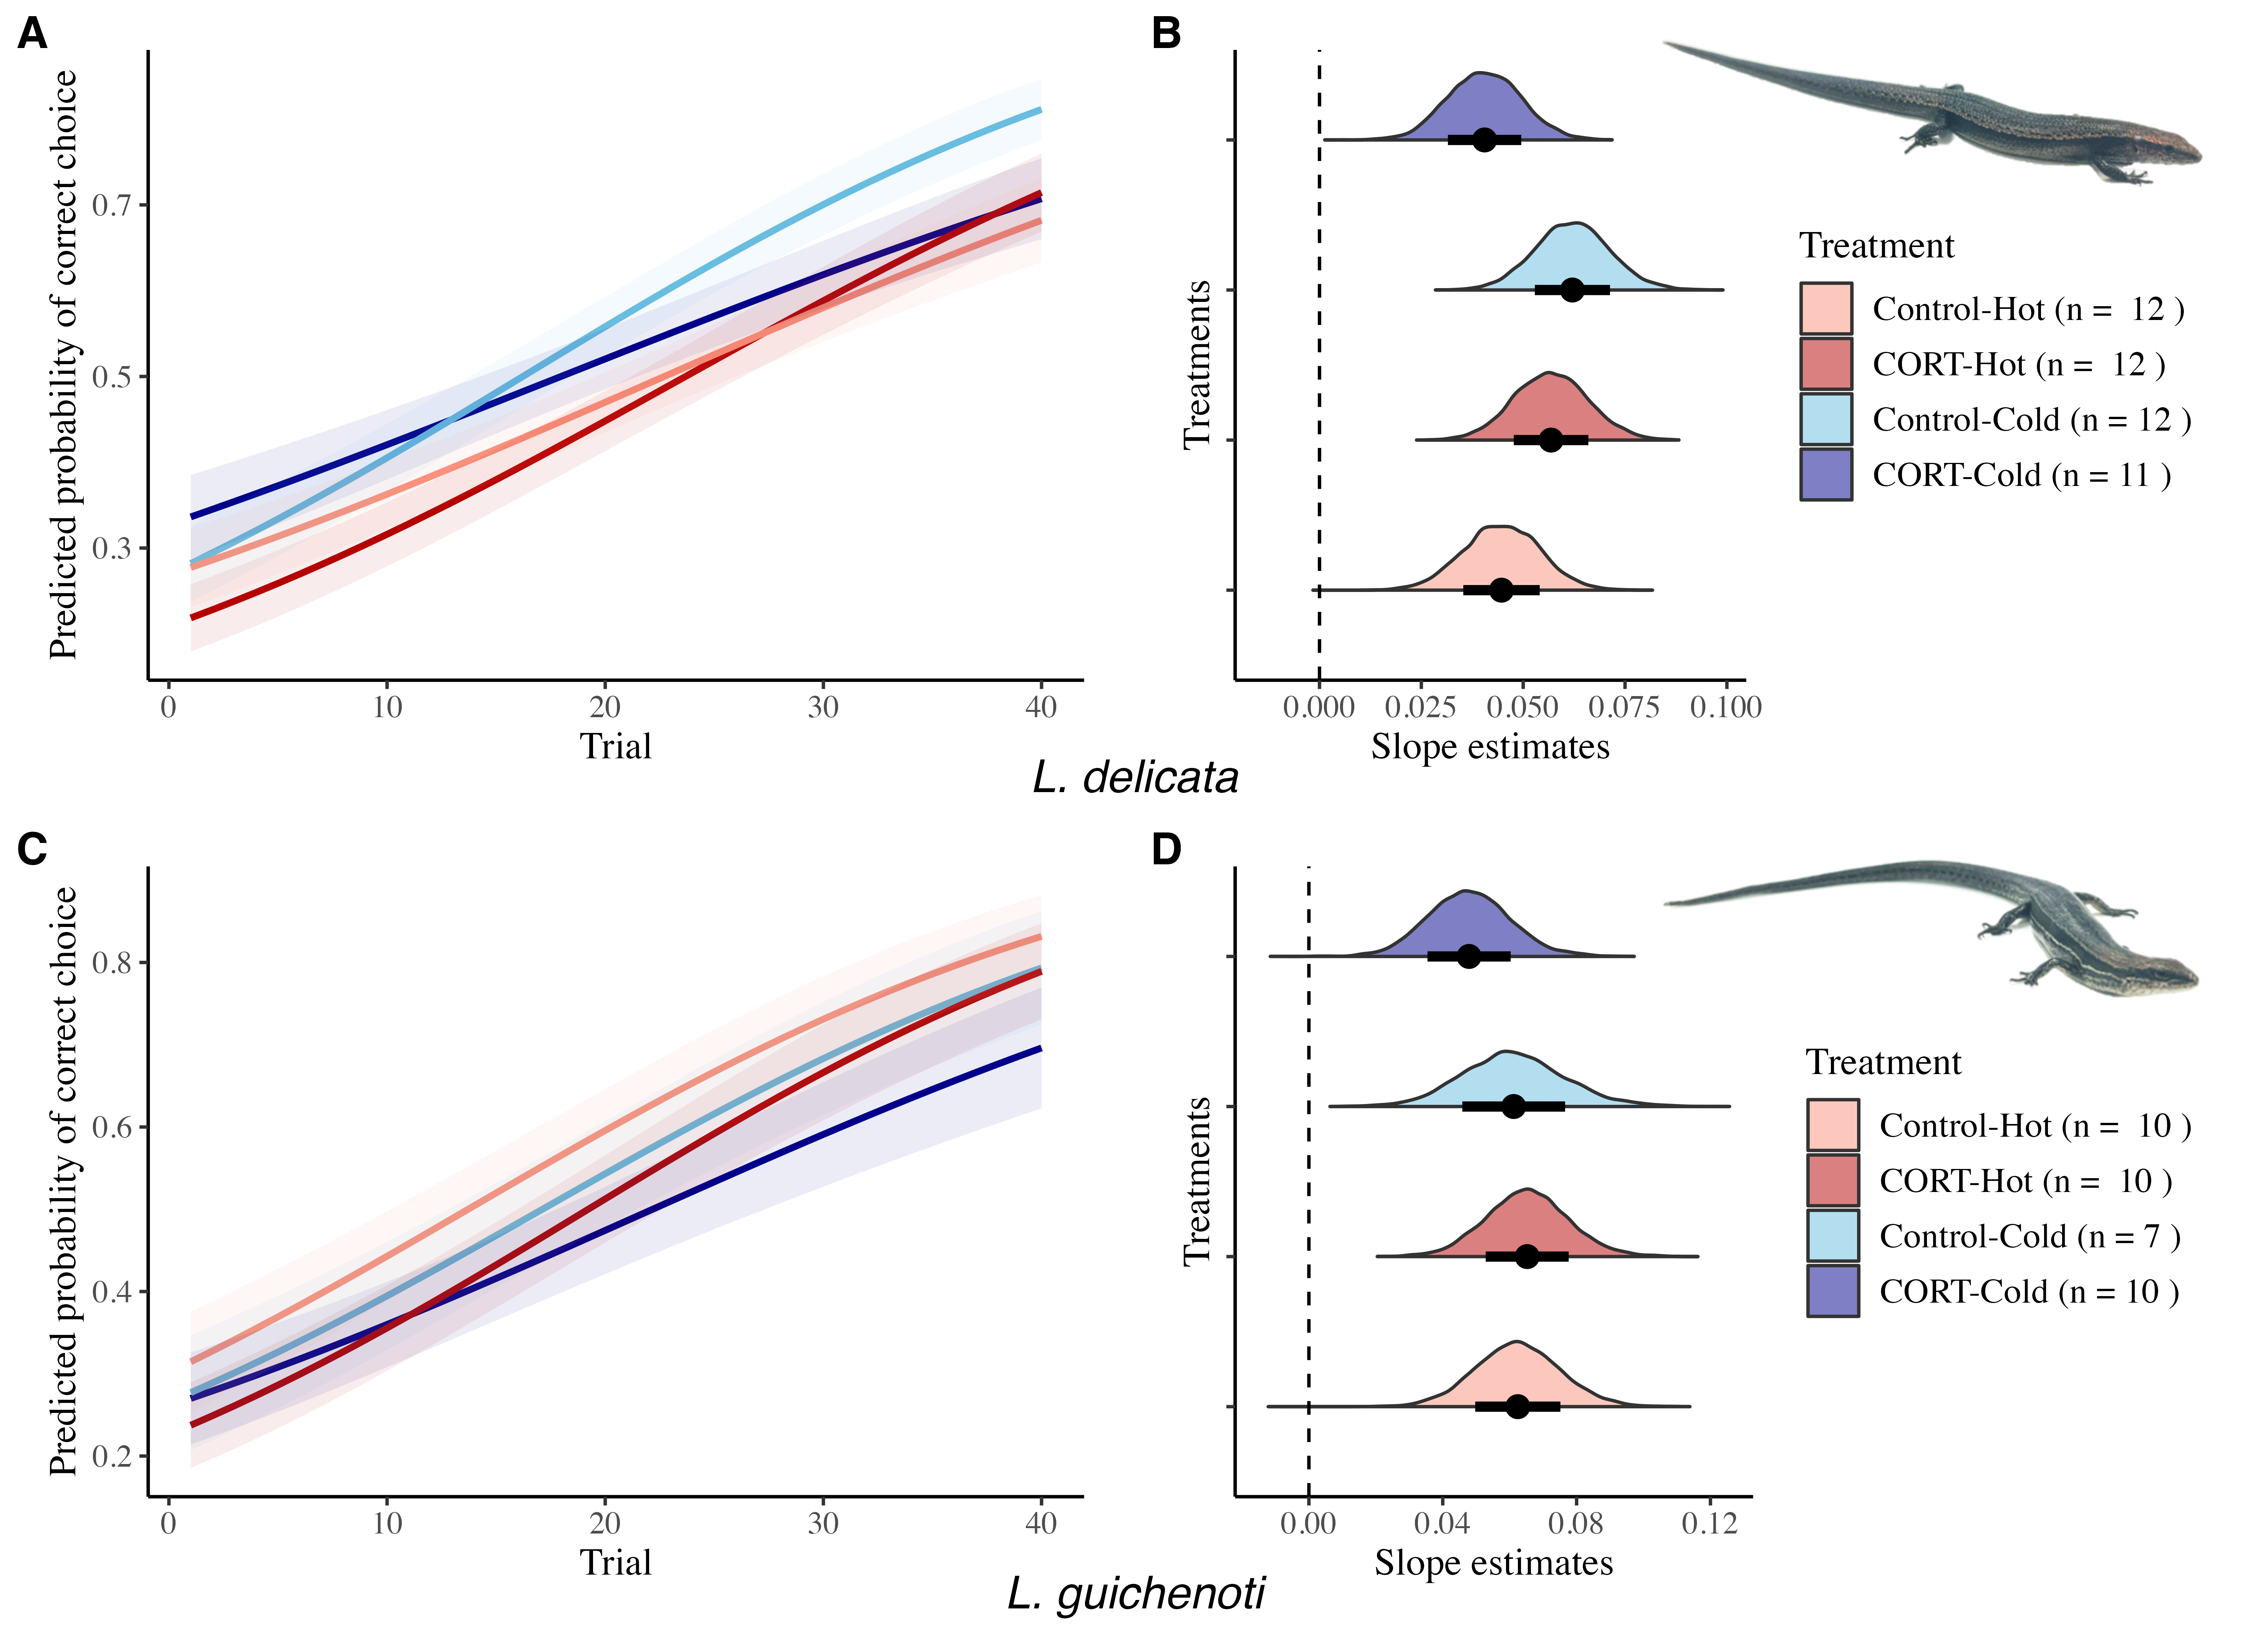 A
Predicted probability of correct choice
0.7
0.5
0.3
0
10
20
30
40
Trial
B
Treatments
0.000
0.025
0.050
0.075
0.100
Slope estimates
Treatment
Control-Hot (n = 12 )
CORT-Hot (n = 12 )
Control-Cold (n = 12 )
CORT-Cold (n = 11 )
L. delicata
C
Predicted probability of correct choice
0.8
0.6
0.4
0.2
0
10
20
30
40
Trial
D
Treatments
0.00
0.04
0.08
0.12
Slope estimates
Treatment
Control-Hot (n = 10 )
CORT-Hot (n = 10 )
Control-Cold (n = 7 )
CORT-Cold (n = 10 )
L. guichenoti